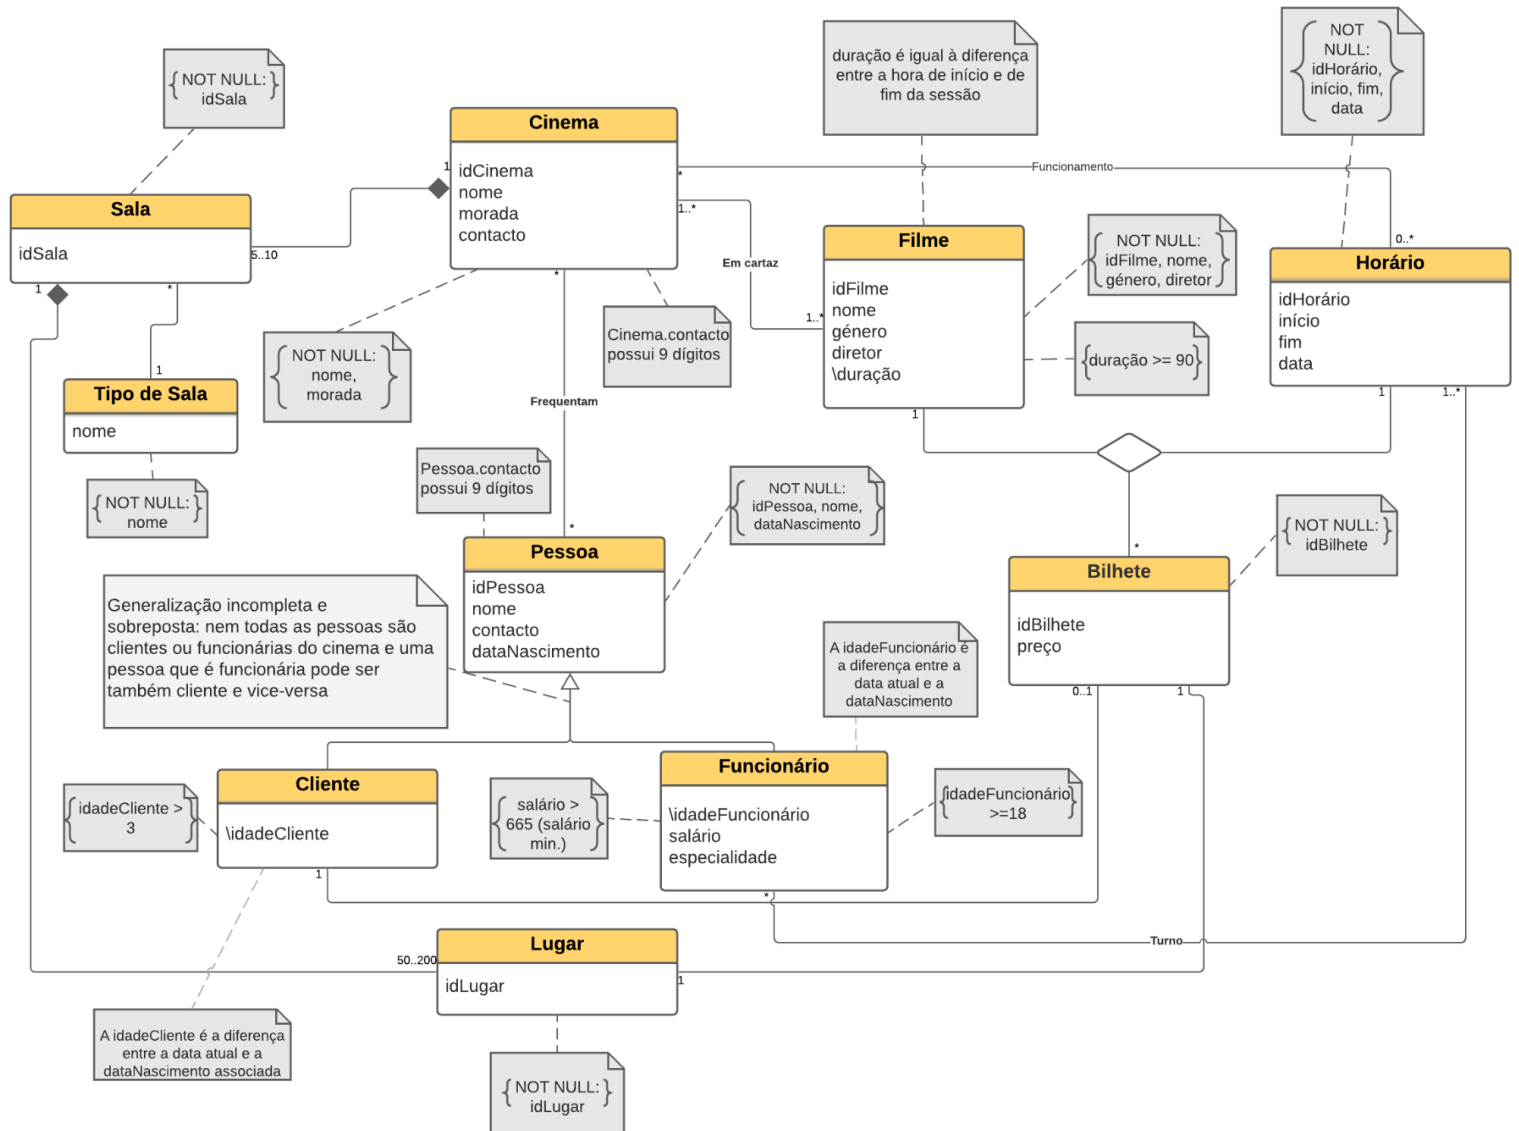 NOT NULL:
idSala
Sala
idSala
5..10
1
*
1
Tipo de Sala
nome
NOT NULL:
nome
Cinema
idCinema
nome
morada
contacto
1
*
1..*
*
NOT NULL:
nome,
morada
Cinema.contacto
possui 9 dígitos
Frequentam
Em cartaz
Funcionamento
duração é igual à diferença
entre a hora de início e de
fim da sessão
Filme
idFilme
nome
género
diretor
\duração
1..*
1
NOT NULL:
idFilme, nome,
género, diretor
duração >= 90
NOT
NULL:
idHorário,
início, fim,
data
0..*
Horário
idHorário
início
fim
data
1
1..*
Pessoa.contacto
possui 9 dígitos
*
Pessoa
idPessoa
nome
contacto
dataNascimento
NOT NULL:
idPessoa, nome,
dataNascimento
Generalização incompleta e
sobreposta: nem todas as pessoas são
clientes ou funcionárias do cinema e uma
pessoa que é funcionária pode ser
também cliente e vice-versa
*
Bilhete
idBilhete
preço
0..1
1
NOT NULL:
idBilhete
A idadeFuncionário é
a diferença entre a
data atual e a
dataNascimento
idadeCliente >
3
Cliente
\idadeCliente
1
salário >
665 (salário
min.)
Funcionário
\idadeFuncionário
salário
especialidade
*
idadeFuncionário
>=18
Turno
50..200
Lugar
idLugar
1
A idadeCliente é a diferença
entre a data atual e a
dataNascimento associada
NOT NULL:
idLugar